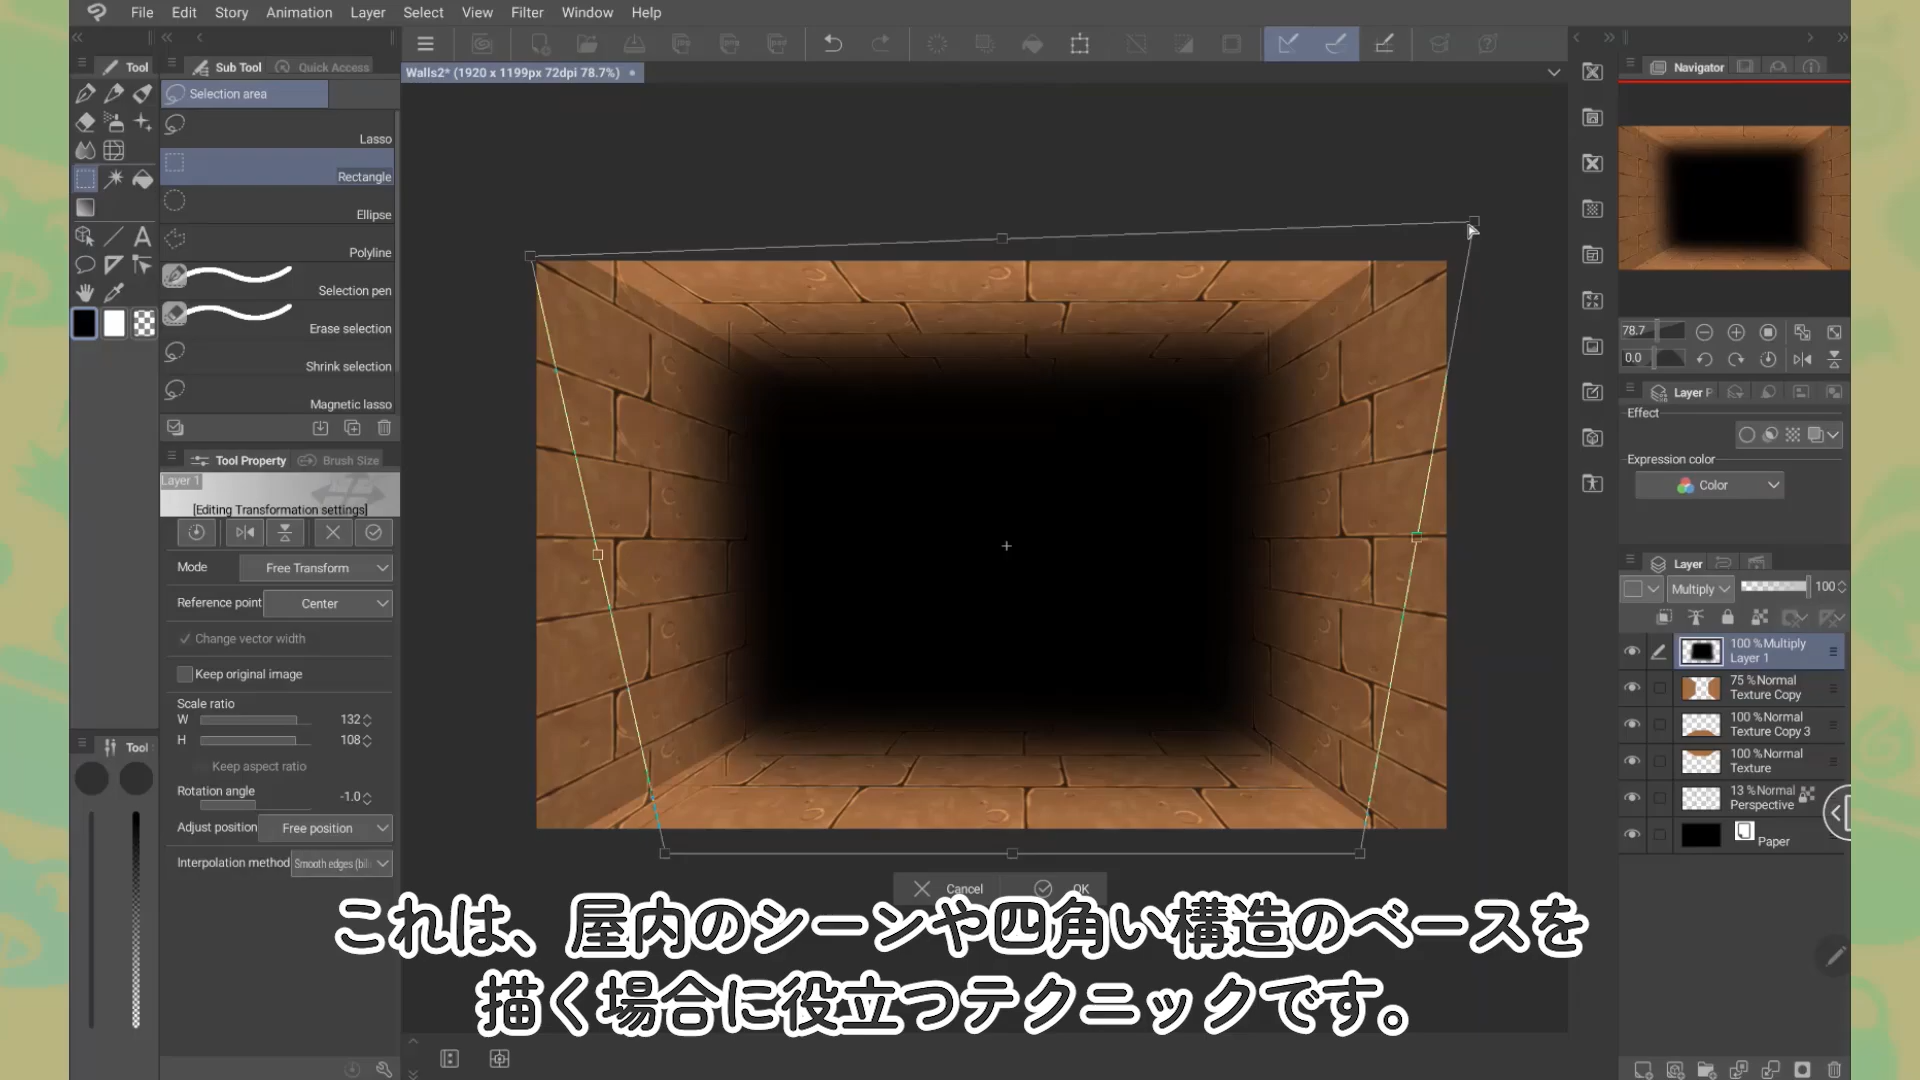 File Edit Story Animation Layer Select View Filter Window Help
Tool
Sub Tool
Quick Access
Selection area
Lasso
Rectangle
Ellipse
Polyline
Selection pen
Erase selection
Shrink selection
Magnetic lasso
Tool Property
Brush Size
Layer 1
[Editing Transformation settings]
Mode
Free Transform
Reference point
Center
Change vector width
Keep original image
Scale ratio
W
132
H
108
Keep aspect ratio
Rotation angle
-1.0
Adjust position
Free position
Interpolation method
Smooth edges (bil
Tool
Walls2* (1920 x 1199px 72dpi 78.7%)
Cancel
OK
これは、屋内のシーンや四角い構造のベースを
描く場合に役立つテクニックです。
Navigator
78.7
0.0
Layer P
Effect
Expression color
Color
Layer
Multiply
100
100 %Multiply
Layer 1
75 %Normal
Texture Copy
100 %Normal
Texture Copy 3
100 %Normal
Texture
13 %Normal
Perspective
Paper